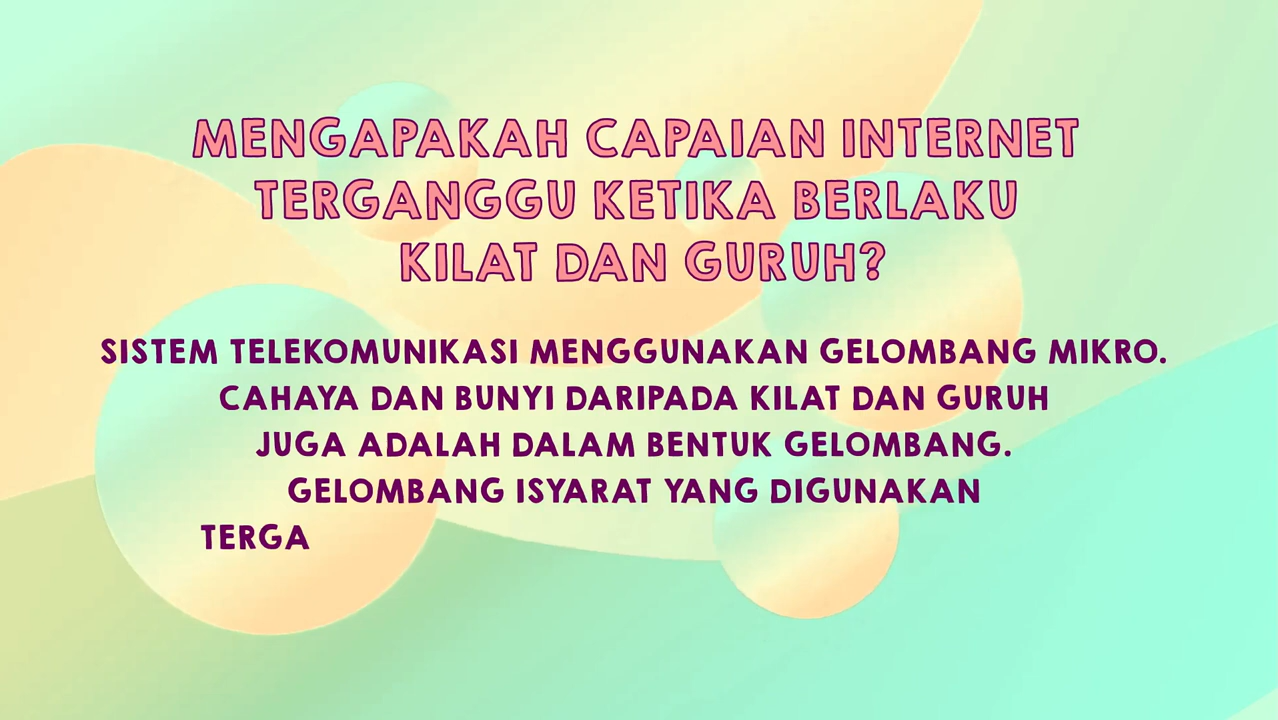 MENGAPAKAH CAPAIAN INTERNET
TERGANGGU KETIKA BERLAKU
KILAT DAN GURUH?
SISTEM TELEKOMUNIKASI MENGGUNAKAN GELOMBANG MIKRO.
CAHAYA DAN BUNYI DARIPADA KILAT DAN GURUH
JUGA ADALAH DALAM BENTUK GELOMBANG.
GELOMBANG ISYARAT YANG DIGUNAKAN
TERGA